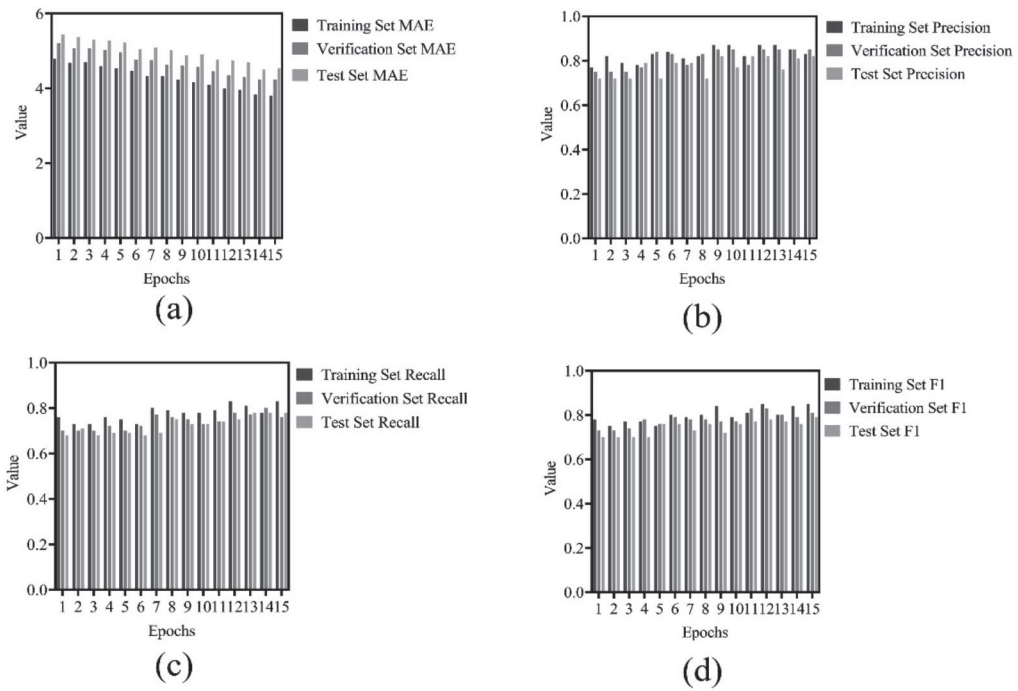 6
4
2
0
Value
1 2 3 4 5 6 7 8 9 10 11 12 13 14 15
Epochs
Training Set MAE
Verification Set MAE
Test Set MAE
(a)
1.0
0.8
0.6
0.4
0.2
0.0
Value
1 2 3 4 5 6 7 8 9 10 11 12 13 14 15
Epochs
Training Set Precision
Verification Set Precision
Test Set Precision
(b)
1.0
0.8
0.6
0.4
0.2
0.0
Value
1 2 3 4 5 6 7 8 9 10 11 12 13 14 15
Epochs
Training Set Recall
Verification Set Recall
Test Set Recall
(c)
1.0
0.8
0.6
0.4
0.2
0.0
Value
1 2 3 4 5 6 7 8 9 10 11 12 13 14 15
Epochs
Training Set F1
Verification Set F1
Test Set F1
(d)